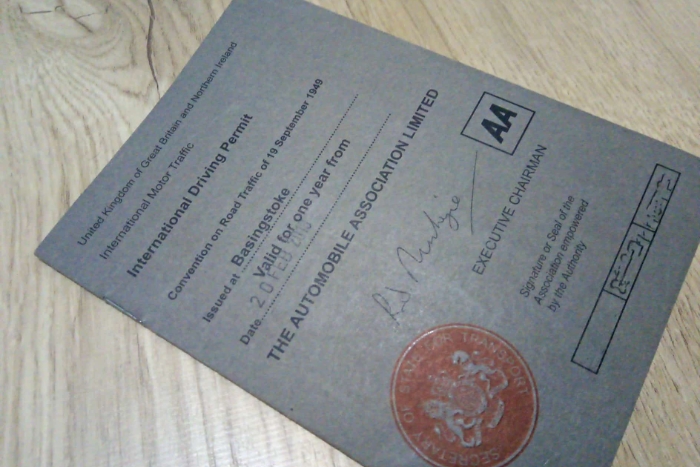 United Kingdom of Great Britain and Northern Ireland
International Motor Traffic
International Driving Permit
Convention on Road Traffic of 19 September 1949
Issued at Basingstoke
Valid for one year from
Date 20 FEB
THE AUTOMOBILE ASSOCIATION LIMITED
AA
EXECUTIVE CHAIRMAN
Signature or Seal of the
Association empowered
by the Authority
SECRETARY OF STATE FOR TRANSPORT